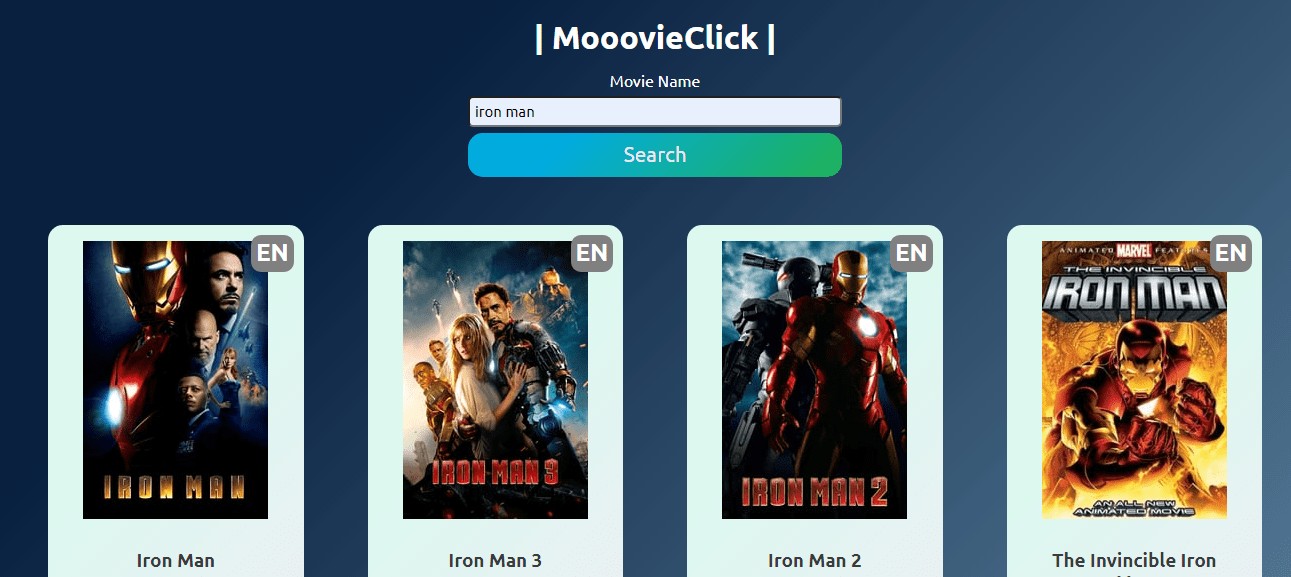 | MooovieClick |
Movie Name
iron man
Search
EN
IRON MAN
Iron Man
EN
IRON MAN 3
Iron Man 3
EN
IRON MAN 2
Iron Man 2
EN
ANIMATED MARVEL FEATURES
THE INVINCIBLE
IRON MAN
AN ALL NEW
ANIMATED MOVIE
The Invincible Iron